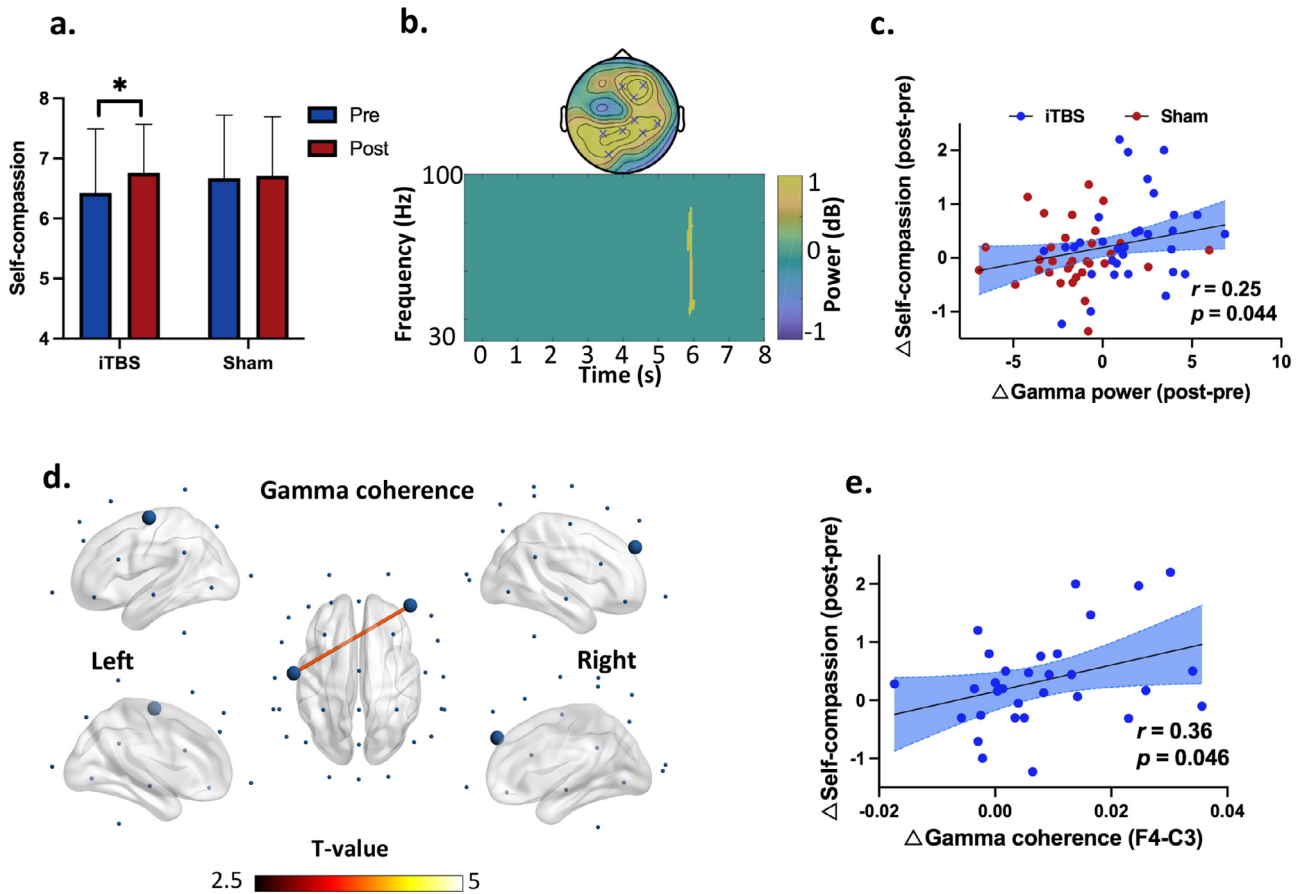 a.
8
7
6
5
4
Self-compassion
*
Pre
Post
iTBS
Sham
b.
100
30
Frequency (Hz)
0 1 2 3 4 5 6 7 8
Time (s)
1
0
-1
Power (dB)
c.
iTBS
Sham
2
1
0
-1
△Self-compassion (post-pre)
r = 0.25
p = 0.044
-5 0 5 10
△Gamma power (post-pre)
d.
Gamma coherence
Left
Right
T-value
2.5
5
e.
2
1
0
-1
△Self-compassion (post-pre)
r = 0.36
p = 0.046
-0.02 0.00 0.02 0.04
△Gamma coherence (F4-C3)